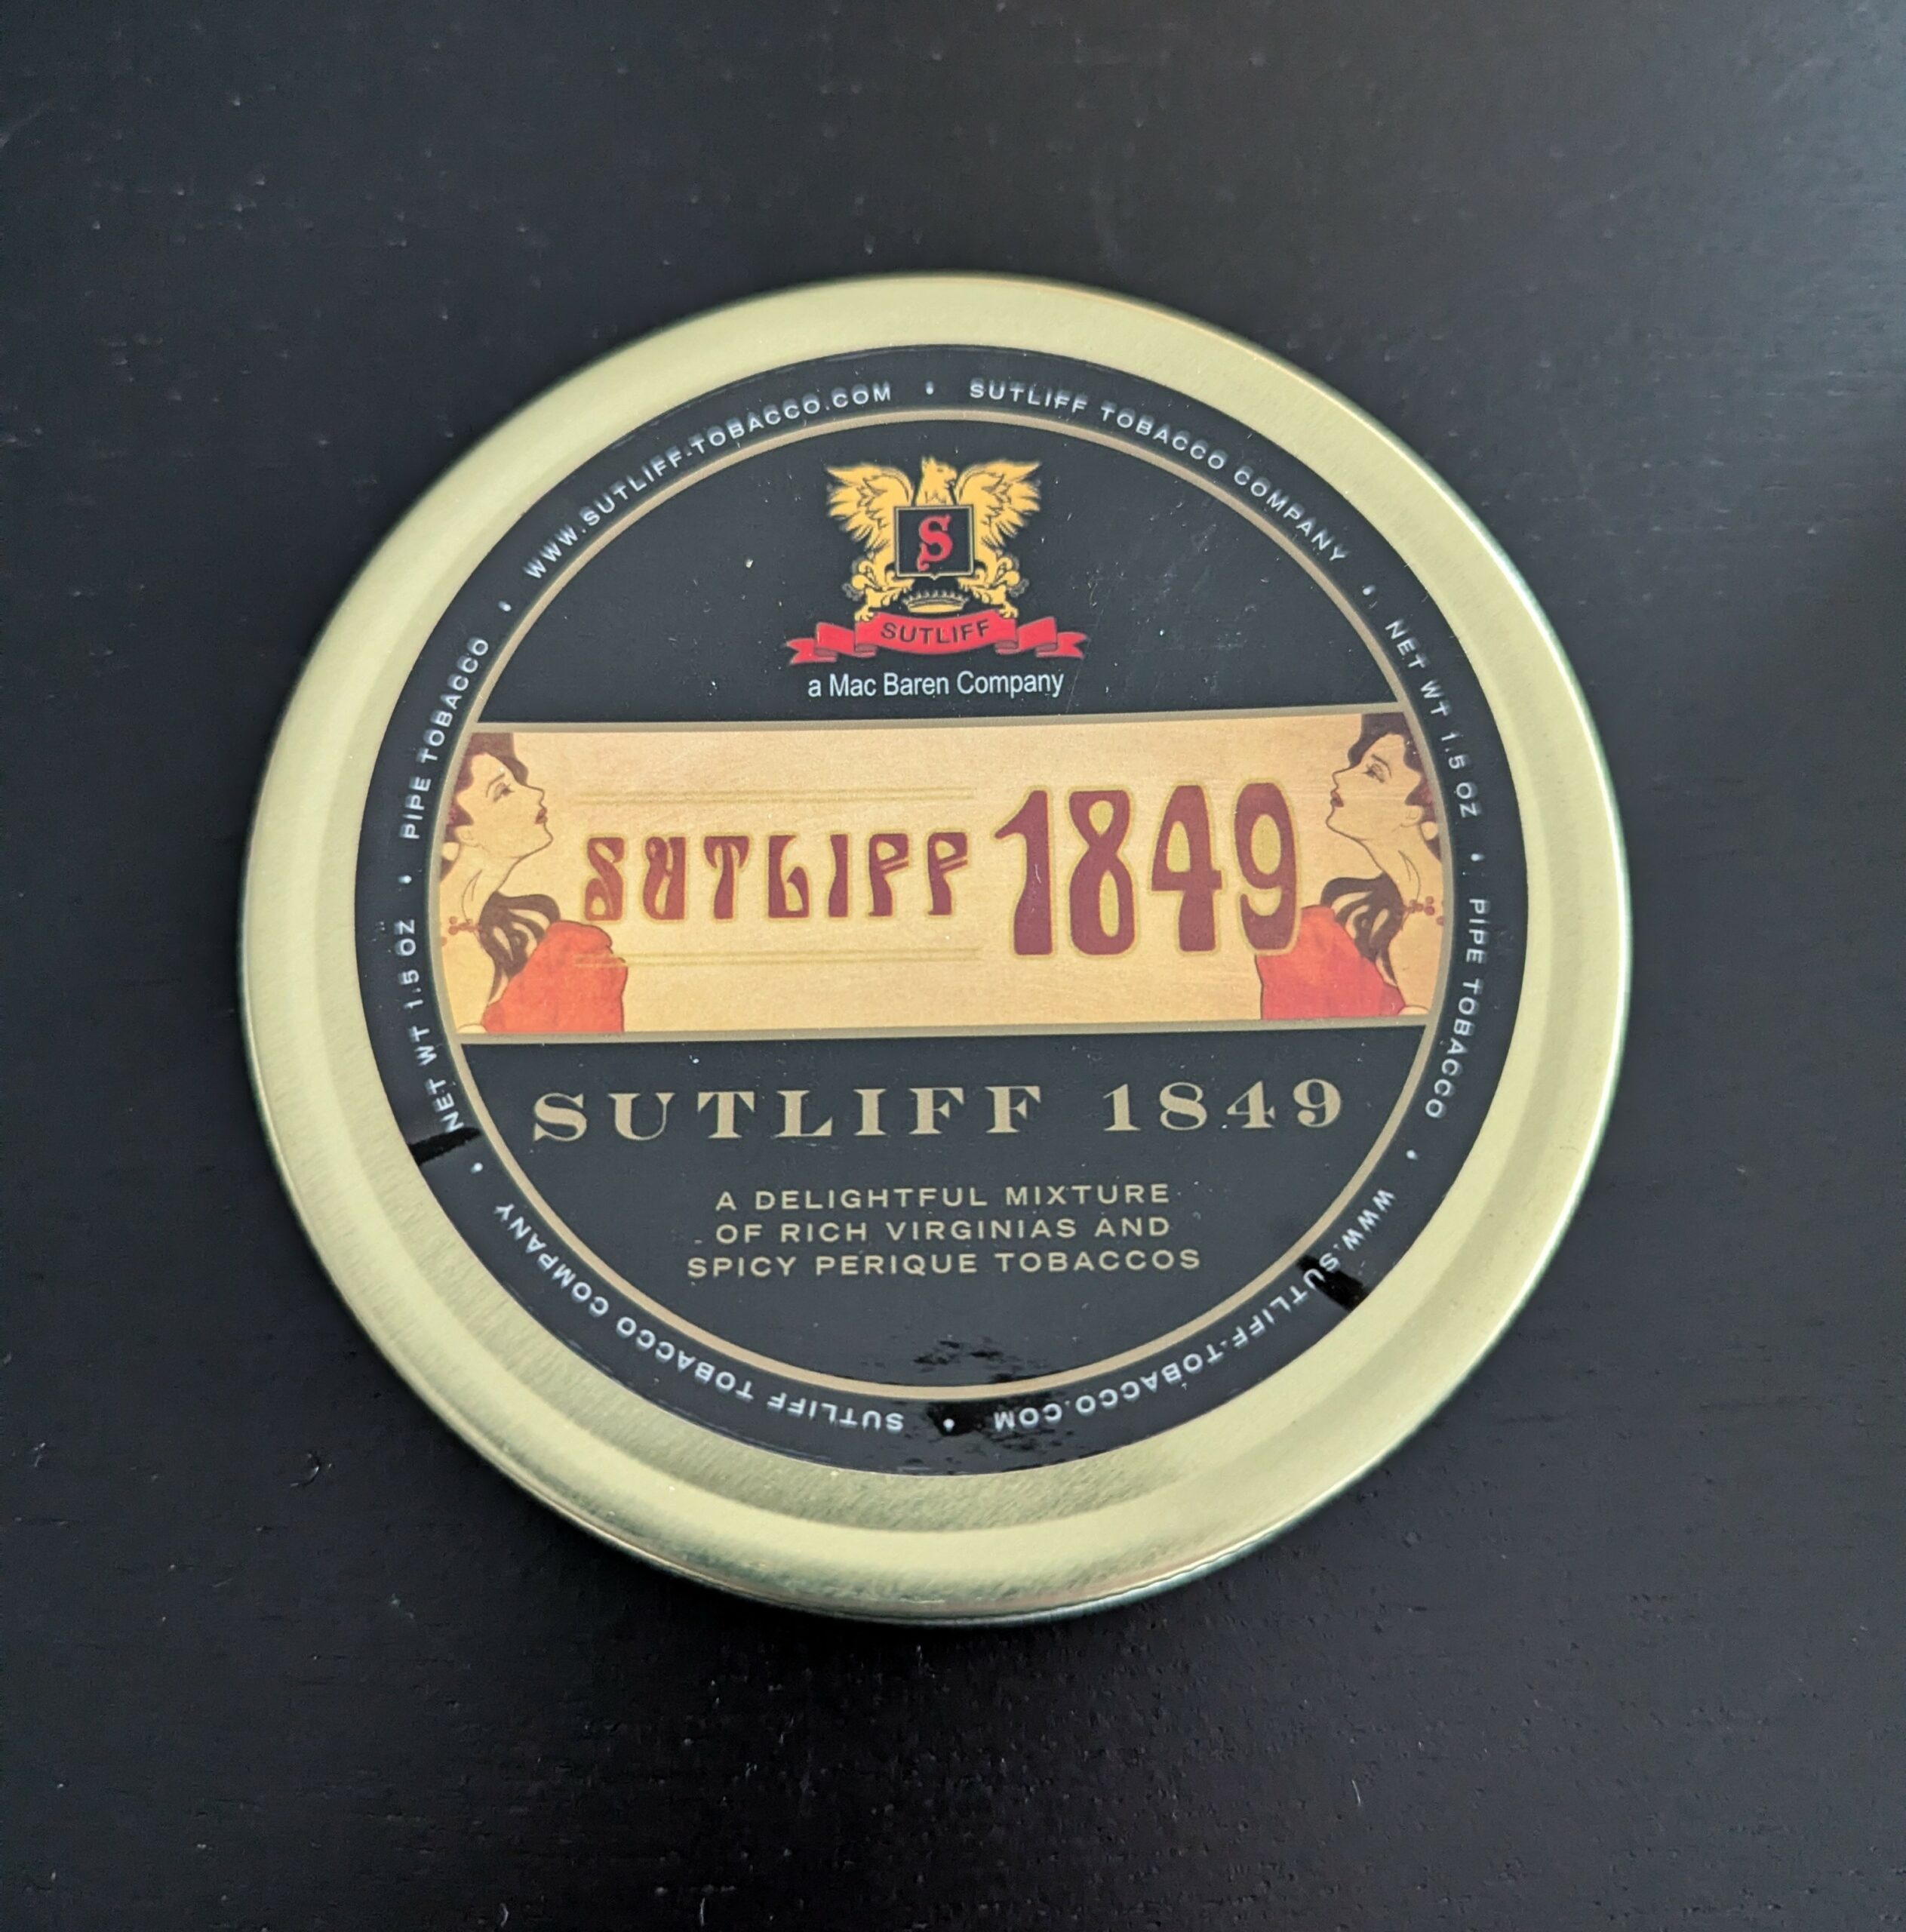 WWW.SUTLIFF-TOBACCO.COM • SUTLIFF TOBACCO COMPANY • NET WT 1.5 OZ • PIPE TOBACCO • WWW.SUTLIFF-TOBACCO.COM • SUTLIFF TOBACCO COMPANY • NET WT 1.5 OZ • PIPE TOBACCO •
S
SUTLIFF
a Mac Baren Company
SUTLIFF 1849
SUTLIFF 1849
A DELIGHTFUL MIXTURE
OF RICH VIRGINIAS AND
SPICY PERIQUE TOBACCOS